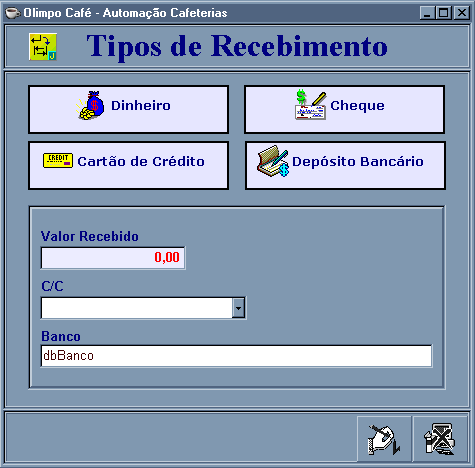 Olimpo Café - Automação Cafeterias
Tipos de Recebimento
Dinheiro
Cheque
CREDIT
Cartão de Crédito
Depósito Bancário
Valor Recebido
0,00
C/C
Banco
dbBanco